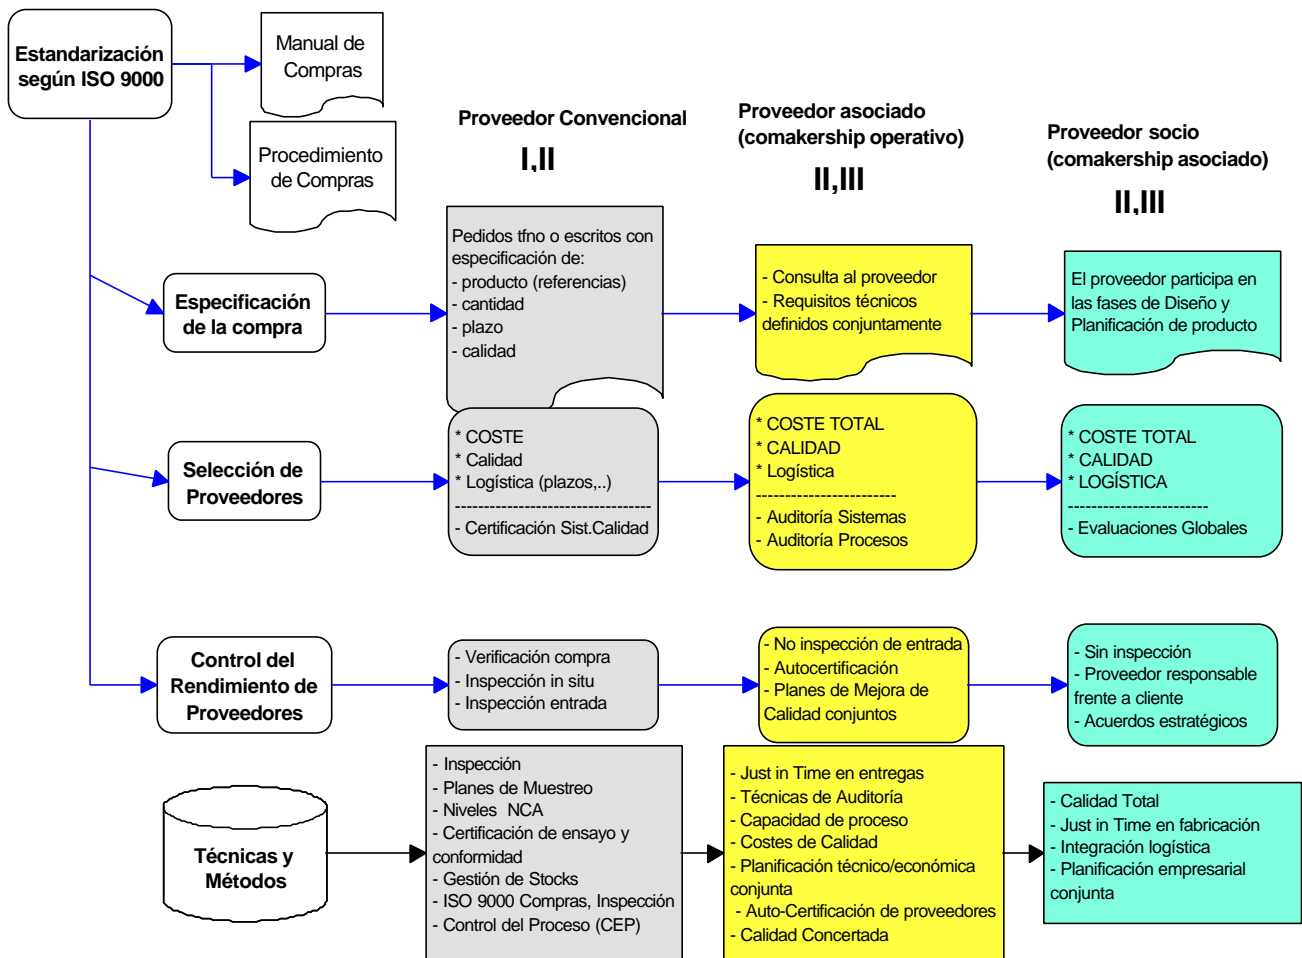 Estandarización
según ISO 9000
Manual de
Compras
Procedimiento
de Compras
Proveedor Convencional
I,II
Proveedor asociado
(comakership operativo)
II,III
Proveedor socio
(comakership asociado)
II,III
Especificación
de la compra
Pedidos tfno o escritos con
especificación de:
- producto (referencias)
- cantidad
- plazo
- calidad
- Consulta al proveedor
- Requisitos técnicos
definidos conjuntamente
El proveedor participa en
las fases de Diseño y
Planificación de producto
Selección de
Proveedores
* COSTE
* Calidad
* Logística (plazos,..)
----------------------------------
- Certificación Sist.Calidad
* COSTE TOTAL
* CALIDAD
* Logística
------------------------
- Auditoría Sistemas
- Auditoría Procesos
* COSTE TOTAL
* CALIDAD
* LOGÍSTICA
------------------------
- Evaluaciones Globales
Control del
Rendimiento de
Proveedores
- Verificación compra
- Inspección in situ
- Inspección entrada
- No inspección de entrada
- Autocertificación
- Planes de Mejora de
Calidad conjuntos
- Sin inspección
- Proveedor responsable
frente a cliente
- Acuerdos estratégicos
Técnicas y
Métodos
- Inspección
- Planes de Muestreo
- Niveles NCA
- Certificación de ensayo y
conformidad
- Gestión de Stocks
- ISO 9000 Compras, Inspección
- Control del Proceso (CEP)
- Just in Time en entregas
- Técnicas de Auditoría
- Capacidad de proceso
- Costes de Calidad
- Planificación técnico/económica
conjunta
- Auto-Certificación de proveedores
- Calidad Concertada
- Calidad Total
- Just in Time en fabricación
- Integración logística
- Planificación empresarial
conjunta